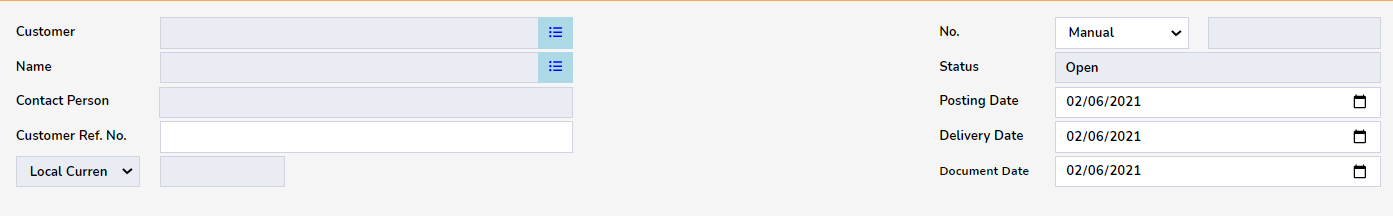 Customer
Name
Contact Person
Customer Ref. No.
Local Curren
No. Manual
Status Open
Posting Date 02/06/2021
Delivery Date 02/06/2021
Document Date 02/06/2021